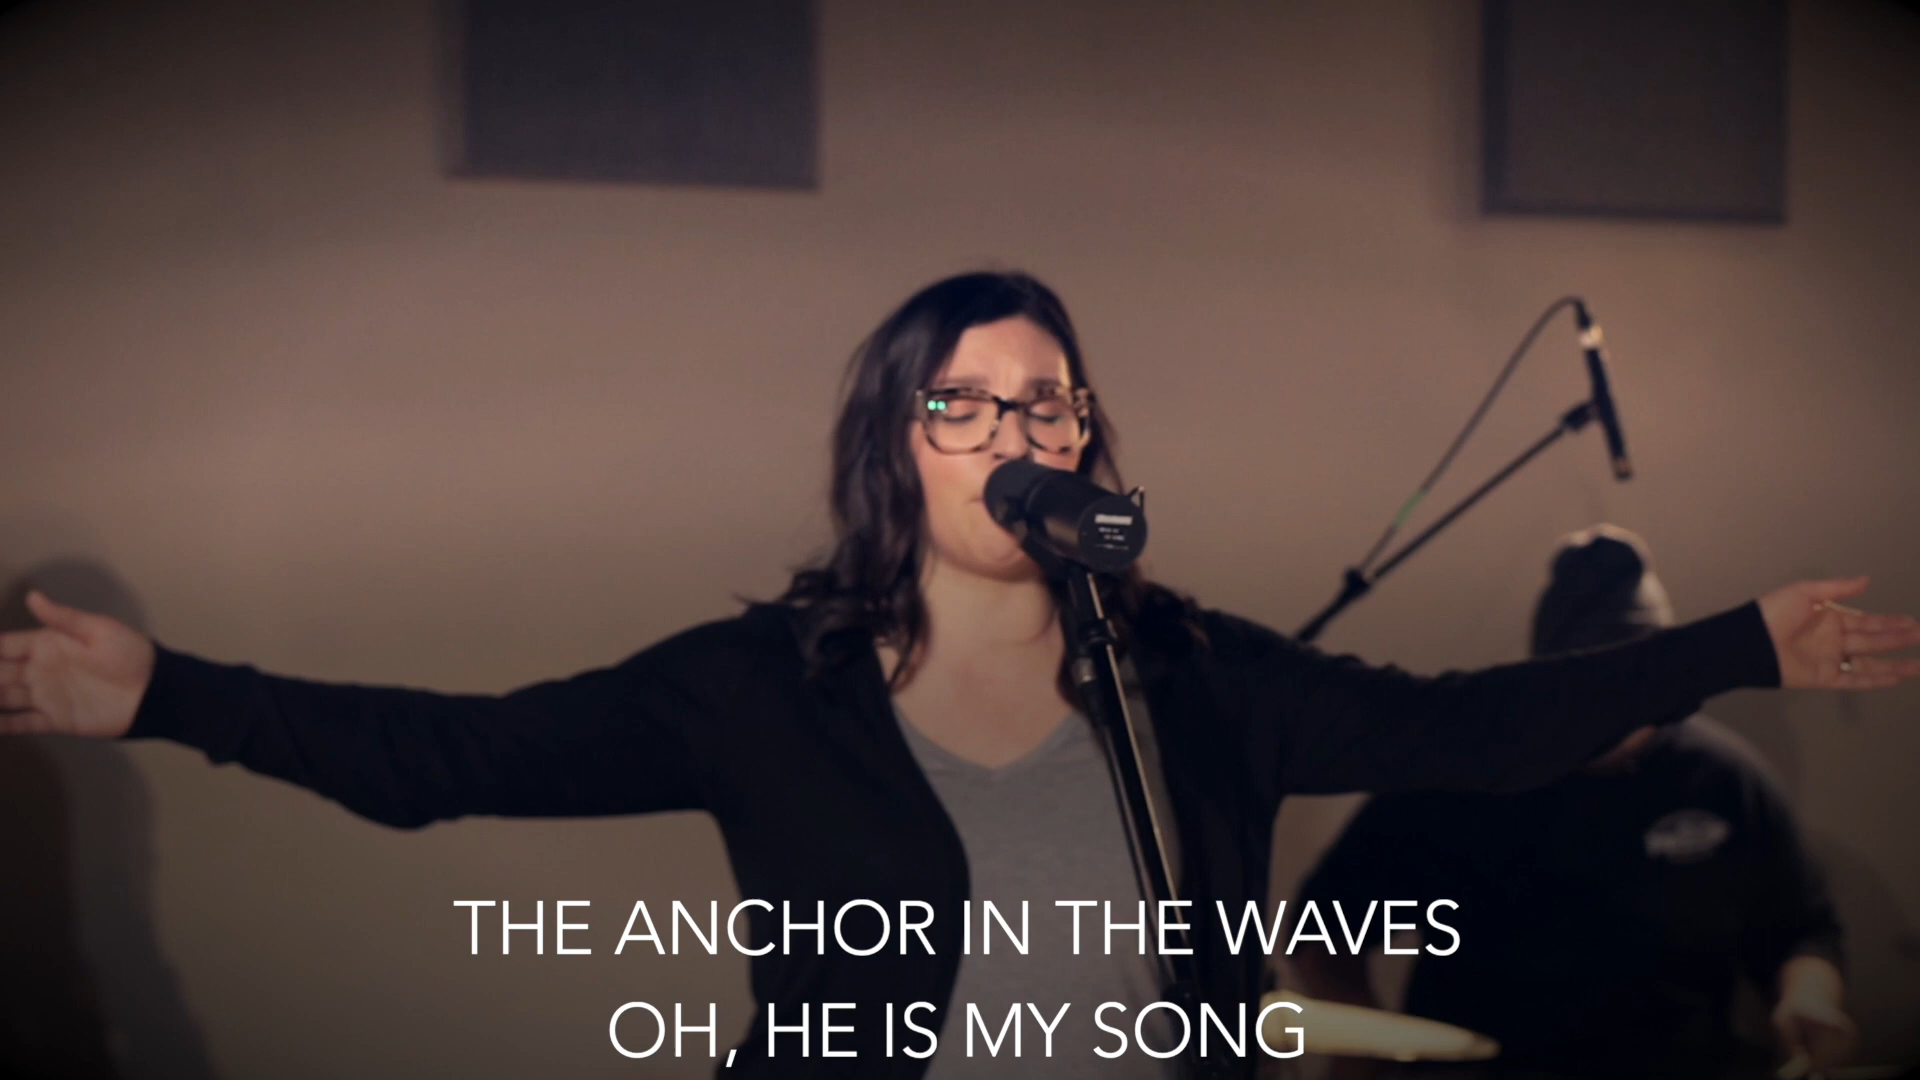 THE ANCHOR IN THE WAVES
OH, HE IS MY SONG